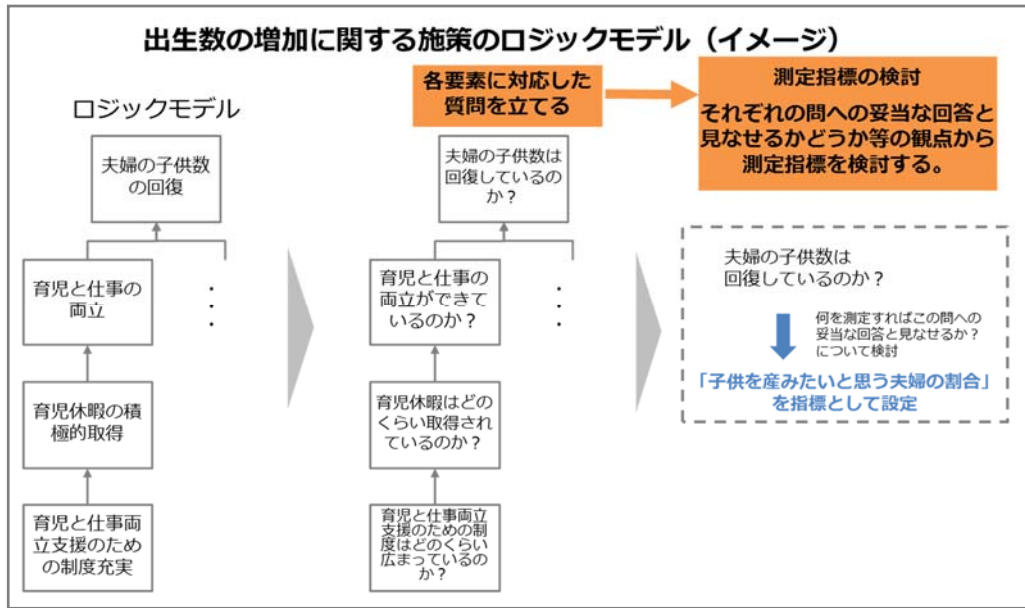 出生数の増加に関する施策のロジックモデル（イメージ）
ロジックモデル
夫婦の子供数
の回復
育児と仕事の
両立
育児休暇の積
極的取得
育児と仕事両
立支援のため
の制度充実
・
・
・
各要素に対応した
質問を立てる
夫婦の子供数は
回復しているの
か？
育児と仕事の
両立ができて
いるのか？
育児休暇はどの
くらい取得され
ているのか？
育児と仕事両立
支援のための制
度はどのくらい
広まっているの
か？
・
・
・
測定指標の検討
それぞれの問への妥当な回答と
見なせるかどうか等の観点から
測定指標を検討する。
夫婦の子供数は
回復しているのか？
何を測定すればこの問への
妥当な回答と見なせるか？
について検討
「子供を産みたいと思う夫婦の割合」
を指標として設定